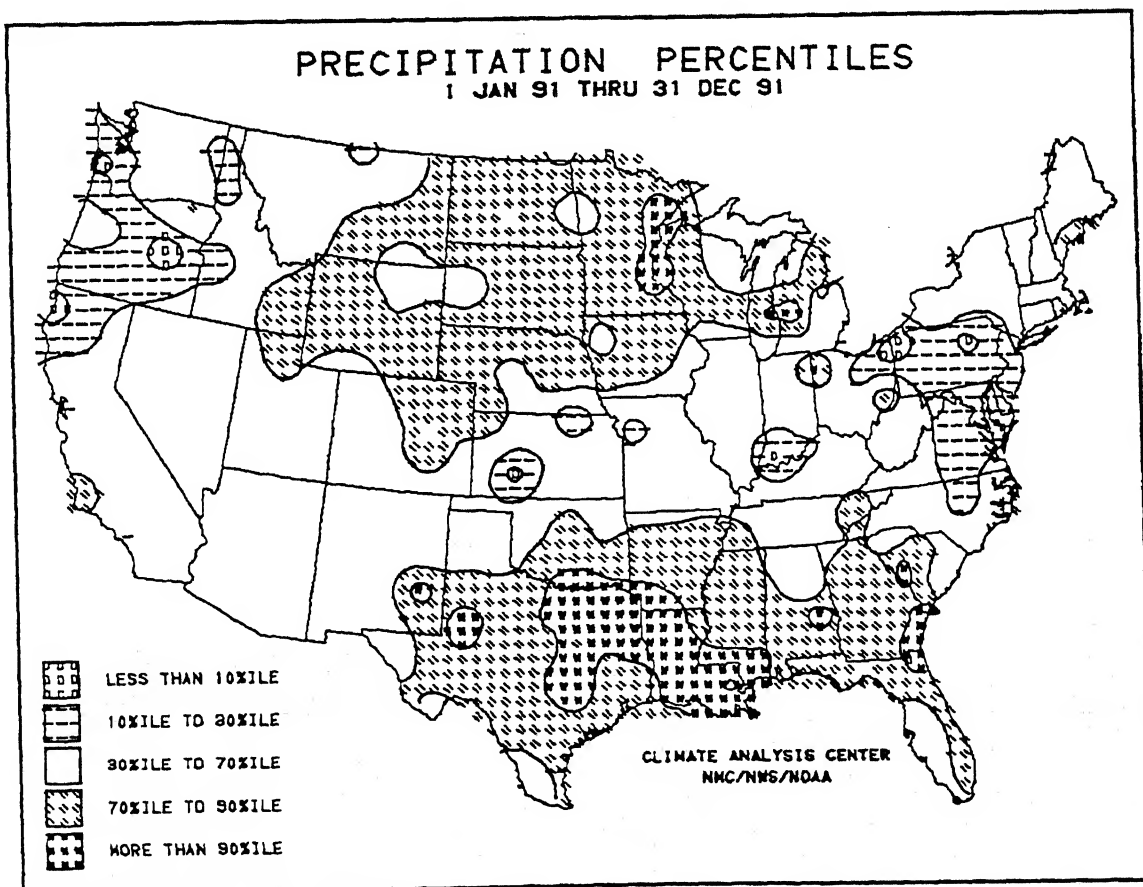 PRECIPITATION PERCENTILES
1 JAN 91 THRU 31 DEC 91
LESS THAN 10%ILE
10%ILE TO 30%ILE
30%ILE TO 70%ILE
70%ILE TO 90%ILE
MORE THAN 90%ILE
CLIMATE ANALYSIS CENTER
NMC/NWS/NOAA